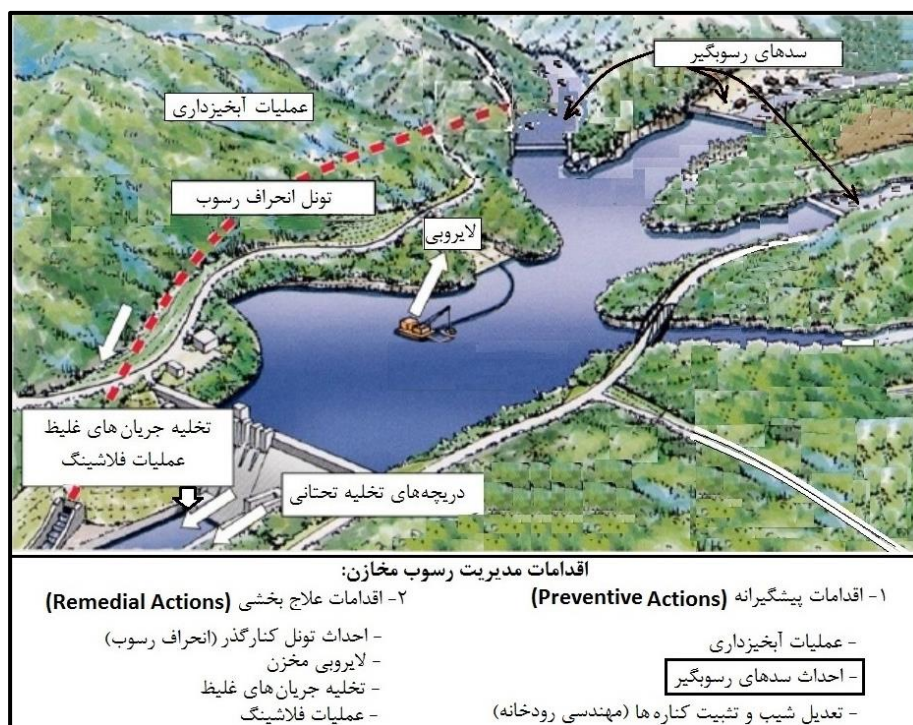 سدهای رسوبگیر
عملیات آبخیزداری
تونل انحراف رسوب
لایروبی
تخلیه جریان‌های غلیظ
عملیات فلاشینگ
دریچه‌های تخلیه تحتانی
اقدامات مدیریت رسوب مخازن:
۱- اقدامات پیشگیرانه (Preventive Actions)
- عملیات آبخیزداری
- احداث سدهای رسوبگیر
- تعدیل شیب و تثبیت کناره ها (مهندسی رودخانه)
۲- اقدامات علاج بخشی (Remedial Actions)
- احداث تونل کنارگذر (انحراف رسوب)
- لایروبی مخزن
- تخلیه جریان‌های غلیظ
- عملیات فلاشینگ